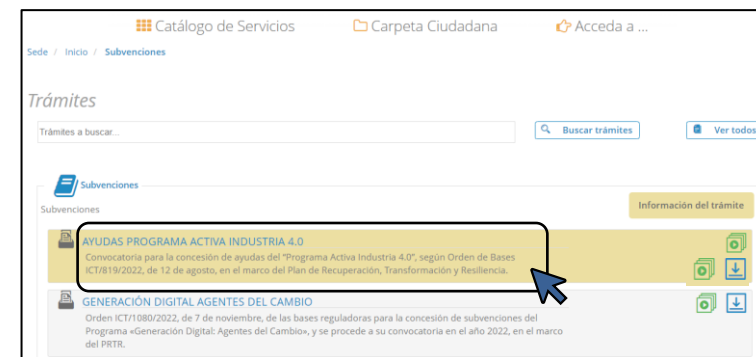 Catálogo de Servicios
Carpeta Ciudadana
Acceda a ...
Sede / Inicio / Subvenciones
Trámites
Trámites a buscar...
Buscar trámites
Ver todos
Subvenciones
Subvenciones
Información del trámite
AYUDAS PROGRAMA ACTIVA INDUSTRIA 4.0
Convocatoria para la concesión de ayudas del "Programa Activa Industria 4.0", según Orden de Bases
ICT/819/2022, de 12 de agosto, en el marco del Plan de Recuperación, Transformación y Resiliencia.
GENERACIÓN DIGITAL AGENTES DEL CAMBIO
Orden ICT/1080/2022, de 7 de noviembre, de las bases reguladoras para la concesión de subvenciones del
Programa «Generación Digital: Agentes del Cambio», y se procede a su convocatoria en el año 2022, en el marco
del PRTR.